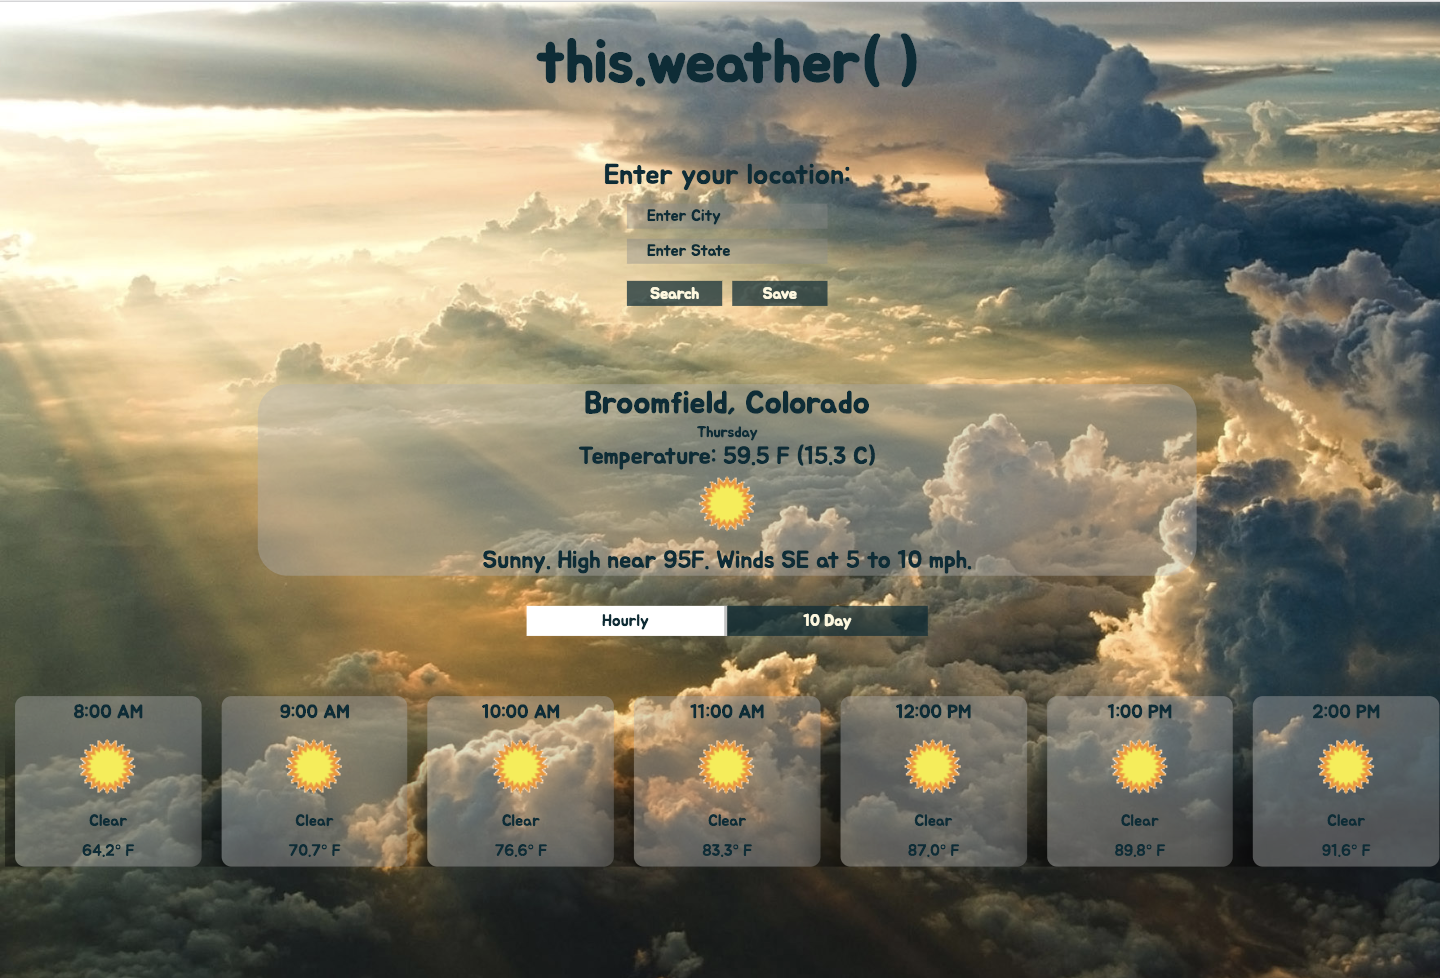 this.weather( )
Enter your location:
Enter City
Enter State
Search Save
Broomfield, Colorado
Thursday
Temperature: 59.5 F (15.3 C)
Sunny. High near 95F. Winds SE at 5 to 10 mph.
Hourly 10 Day
8:00 AM 9:00 AM 10:00 AM 11:00 AM 12:00 PM 1:00 PM 2:00 PM
Clear Clear Clear Clear Clear Clear Clear
64.2° F 70.7° F 76.6° F 83.3° F 87.0° F 89.8° F 91.6° F